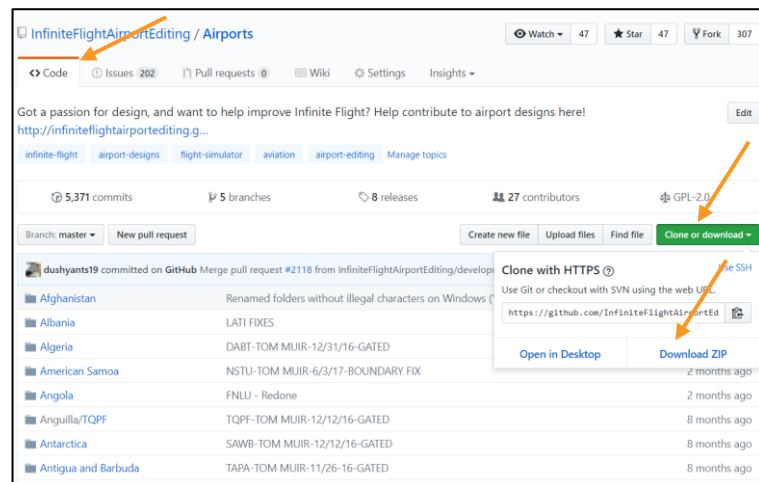 InfiniteFlightAirportEditing / Airports Watch 47 Star 47 Fork 307
Code Issues 202 Pull requests 0 Wiki Settings Insights
Got a passion for design, and want to help improve Infinite Flight? Help contribute to airport designs here! Edit
http://infiniteflightairportediting.g...
infinite-flight airport-designs flight-simulator aviation airport-editing Manage topics
5,371 commits 5 branches 8 releases 27 contributors GPL-2.0
Branch: master New pull request Create new file Upload files Find file Clone or download
dushyants19 committed on GitHub Merge pull request #2118 from InfiniteFlightAirportEditing/develop
Clone with HTTPS Use SSH
Use Git or checkout with SVN using the web URL.
https://github.com/InfiniteFlightAirportEd
Open in Desktop Download ZIP
Afghanistan Renamed folders without illegal characters on Windows (
Albania LATI FIXES
Algeria DABT-TOM MUIR-12/31/16-GATED
American Samoa NSTU-TOM MUIR-6/3/17-BOUNDARY FIX 2 months ago
Angola FNLU - Redone 2 months ago
Anguilla/TQPF TQPF-TOM MUIR-12/12/16-GATED 8 months ago
Antarctica SAWB-TOM MUIR-12/12/16-GATED 8 months ago
Antigua and Barbuda TAPA-TOM MUIR-11/26-16-GATED 8 months ago